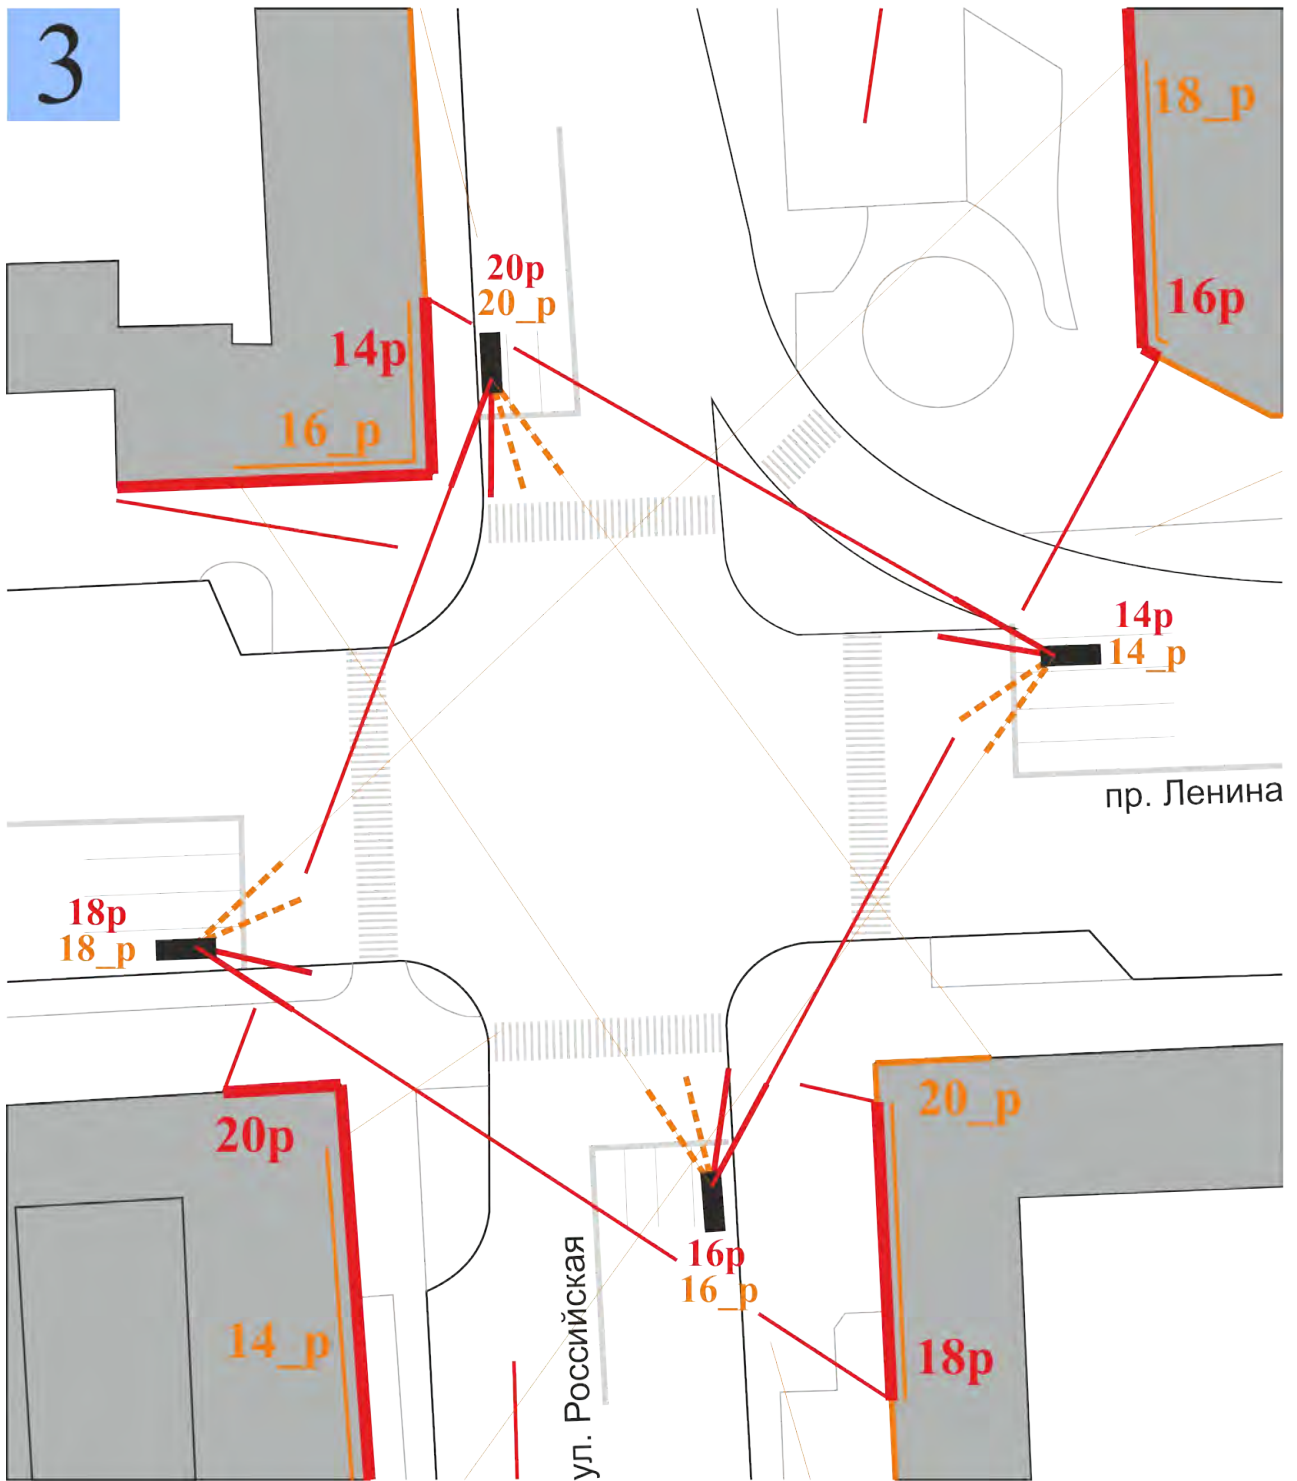 3
18_р
20р
20_р
16р
14р
16_р
14р
14_р
пр. Ленина
18р
18_р
20_р
20р
16р
16_р
ул. Российская
14_р
18р